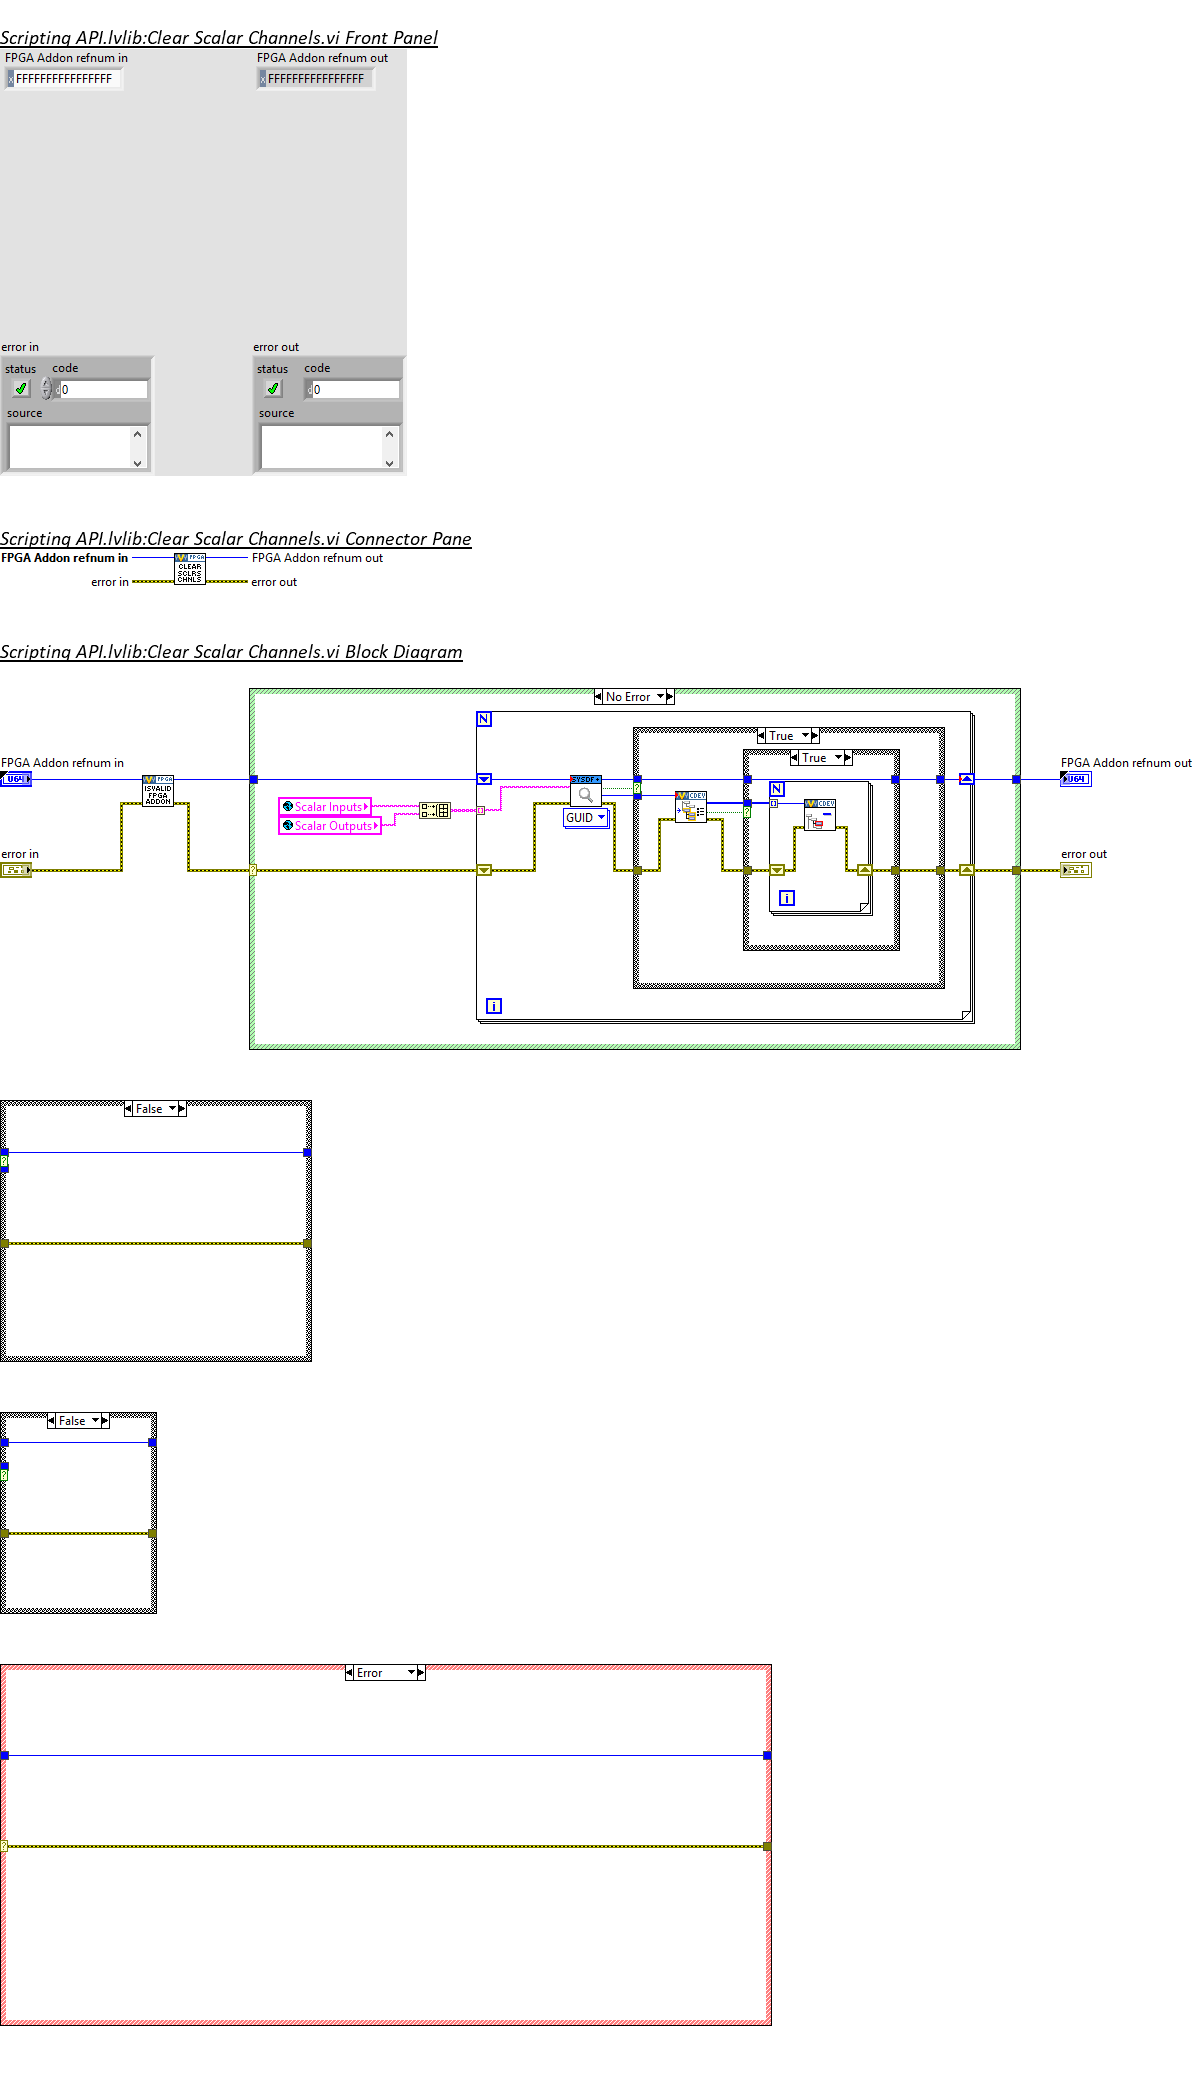 Scripting API.lvlib:Clear Scalar Channels.vi Front Panel
FPGA Addon refnum in
FPGA Addon refnum out
x FFFFFFFFFFFFFFFF
x FFFFFFFFFFFFFFFF
error in
error out
status code
status code
0
0
source
source
Scripting API.lvlib:Clear Scalar Channels.vi Connector Pane
FPGA Addon refnum in
FPGA
CLEAR
SCLRS
CHNLS
FPGA Addon refnum out
error in
error out
Scripting API.lvlib:Clear Scalar Channels.vi Block Diagram
No Error
N
True
True
FPGA Addon refnum in
U64
FPGA
ISVALID
FPGA
ADDON
Scalar Inputs
Scalar Outputs
SYSDF
GUID
CDEV
N
CDEV
i
i
FPGA Addon refnum out
U64
error in
error out
?
?
?
False
?
False
?
Error
?